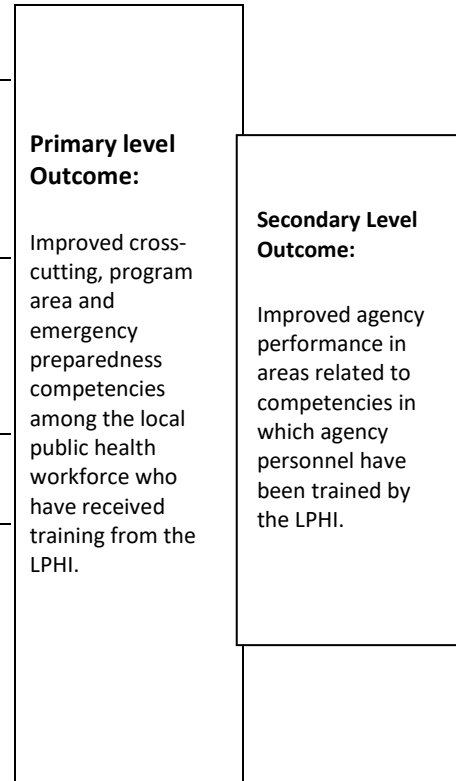 Primary level
Outcome:
Improved cross-
cutting, program
area and
emergency
preparedness
competencies
among the local
public health
workforce who
have received
training from the
LPHI.
Secondary Level
Outcome:
Improved agency
performance in
areas related to
competencies in
which agency
personnel have
been trained by
the LPHI.